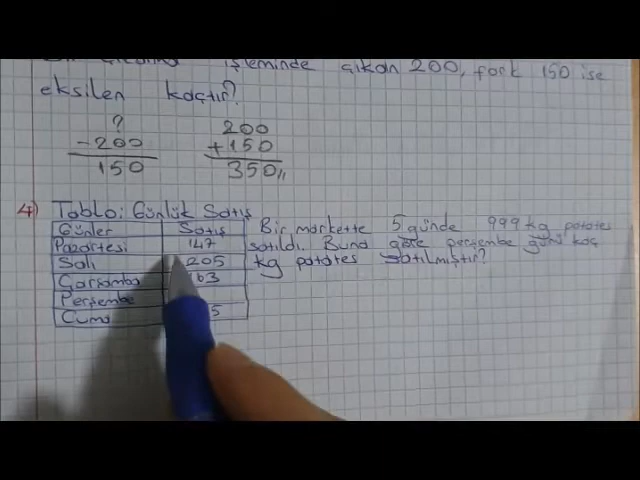 işleminde çıkan 200, fark 150 ise
eksilen kaçtır?
? 200
-200 +150
150 350,,
4) Tablo: Günlük Satış
Günler Satış Bir markette 5 günde 999 kg patates
Pazartesi 147 satıldı. Buna göre perşembe günü kaç
Salı 205 kg patates satılmıştır?
Çarşamba 63
Perşembe
Cuma 5